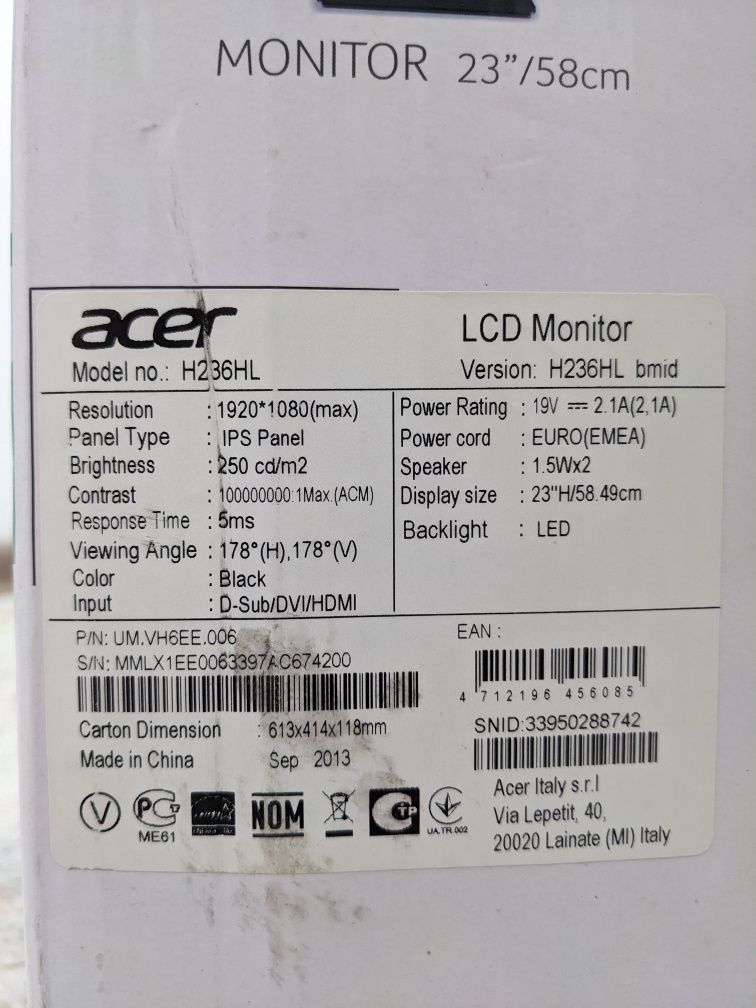 MONITOR 23"/58cm
acer
LCD Monitor
Model no.: H236HL
Version: H236HL bmid
Resolution : 1920*1080(max)
Panel Type : IPS Panel
Brightness : 250 cd/m2
Contrast : 100000000:1Max.(ACM)
Response Time : 5ms
Viewing Angle : 178°(H),178°(V)
Color : Black
Input : D-Sub/DVI/HDMI
Power Rating : 19V ⎓ 2.1A(2,1A)
Power cord : EURO(EMEA)
Speaker : 1.5Wx2
Display size : 23"H/58.49cm
Backlight : LED
P/N: UM.VH6EE.006
S/N: MMLX1EE0063397AC674200
Carton Dimension : 613x414x118mm
Made in China Sep 2013
EAN :
4 712196 456085
SNID:33950288742
Acer Italy s.r.l
Via Lepetit, 40,
20020 Lainate (MI) Italy
V
PG
ME61
NOM
UA.TR.002